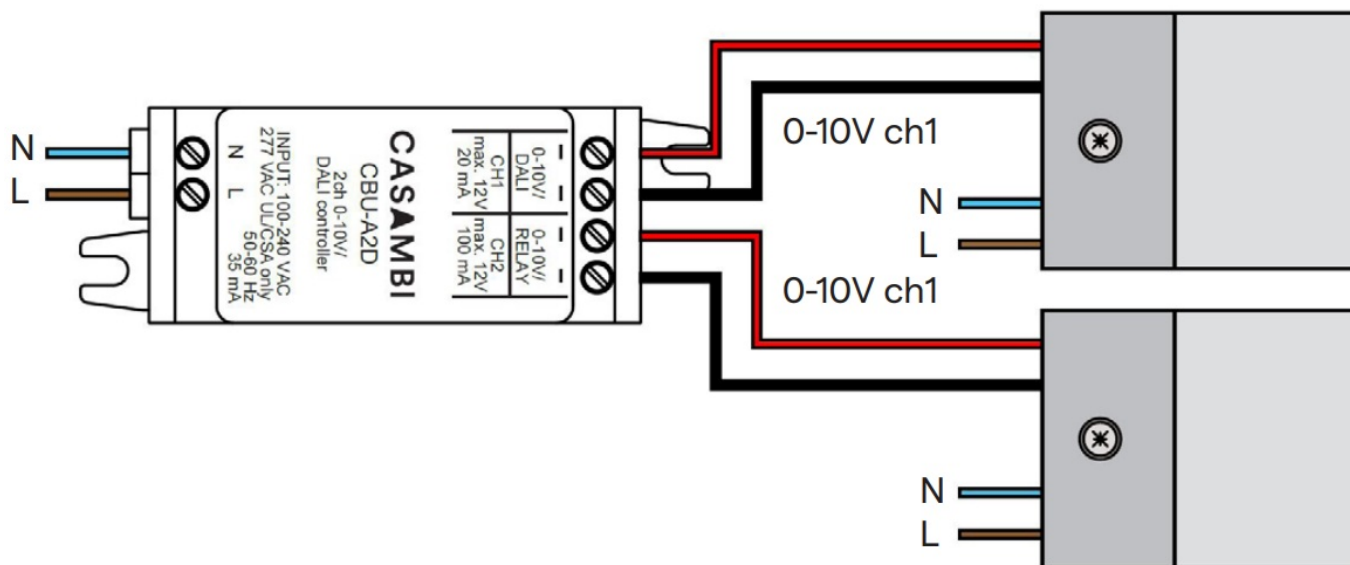 N
L
N
L
INPUT: 100-240 VAC
277 VAC UL/CSA only
50-60 Hz
35 mA
CASAMBI
CBU-A2D
2ch 0-10V/
DALI controller
0-10V/
DALI
CH1
max. 12V
20 mA
0-10V/
RELAY
CH2
max. 12V
100 mA
0-10V ch1
0-10V ch1
N
L
N
L